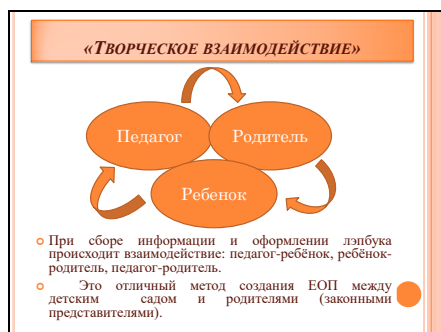 «ТВОРЧЕСКОЕ ВЗАИМОДЕЙСТВИЕ»
Педагог
Родитель
Ребенок
При сборе информации и оформлении лэпбука
происходит взаимодействие: педагог-ребёнок, ребёнок-
родитель, педагог-родитель.
Это отличный метод создания ЕОП между
детским садом и родителями (законными
представителями).